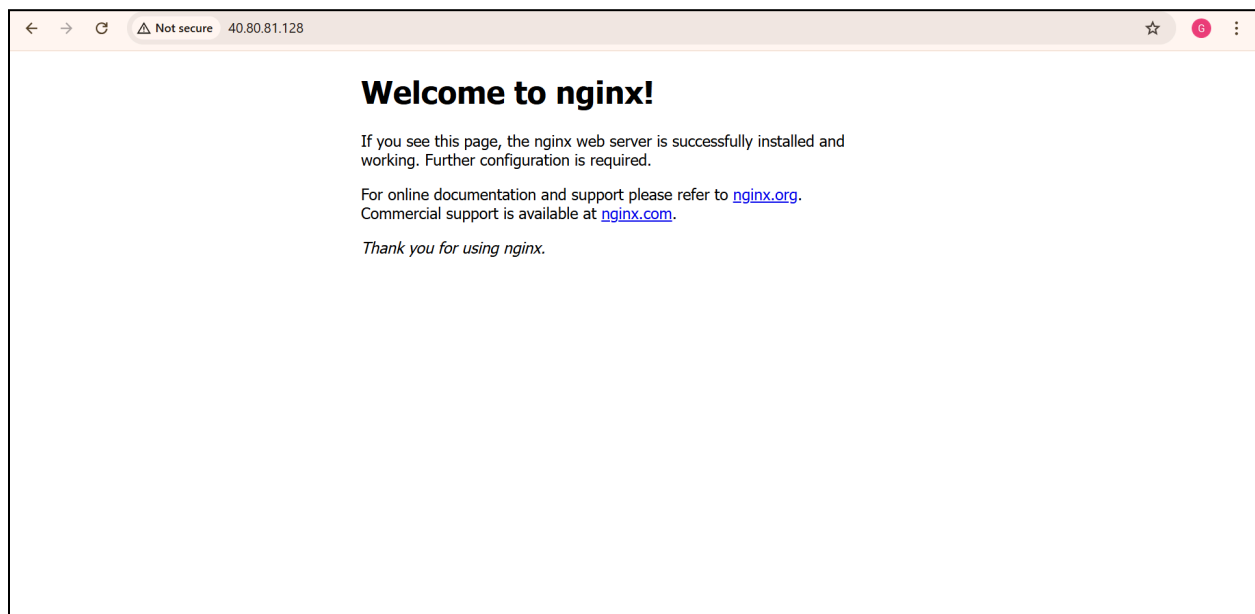 Not secure 40.80.81.128
G
Welcome to nginx!
If you see this page, the nginx web server is successfully installed and
working. Further configuration is required.
For online documentation and support please refer to nginx.org.
Commercial support is available at nginx.com.
Thank you for using nginx.